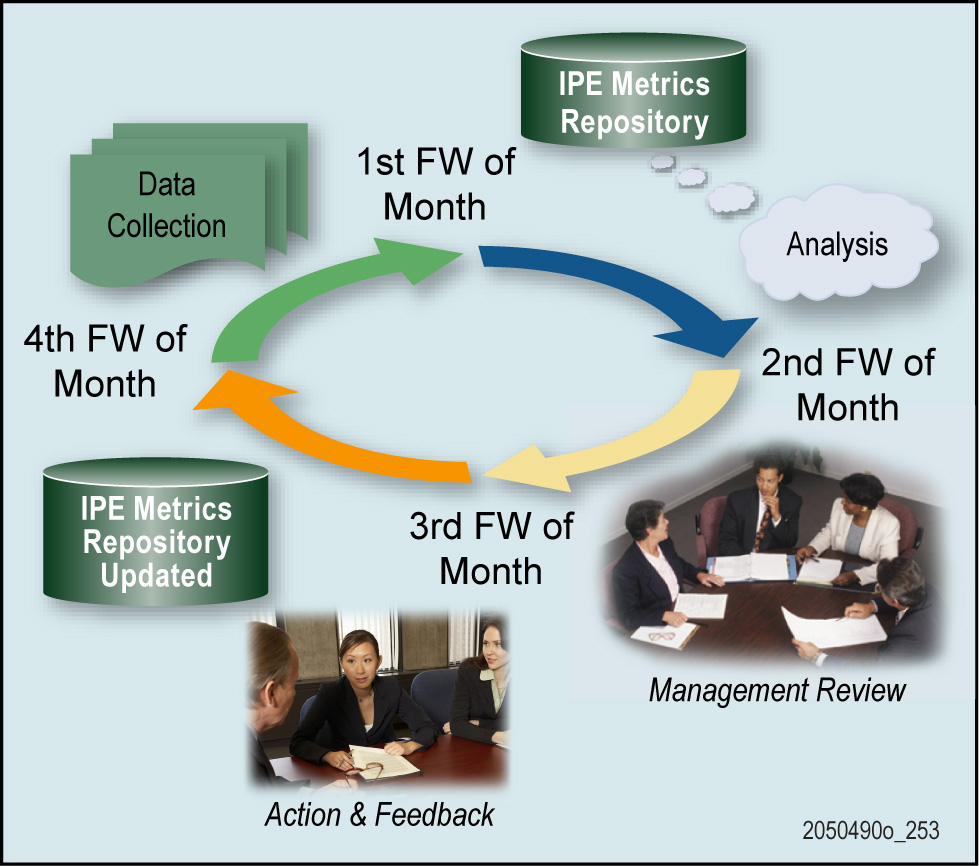 IPE Metrics
Repository
1st FW of
Month
Data
Collection
Analysis
4th FW of
Month
2nd FW of
Month
IPE Metrics
Repository
Updated
3rd FW of
Month
Management Review
Action & Feedback
2050490o_253